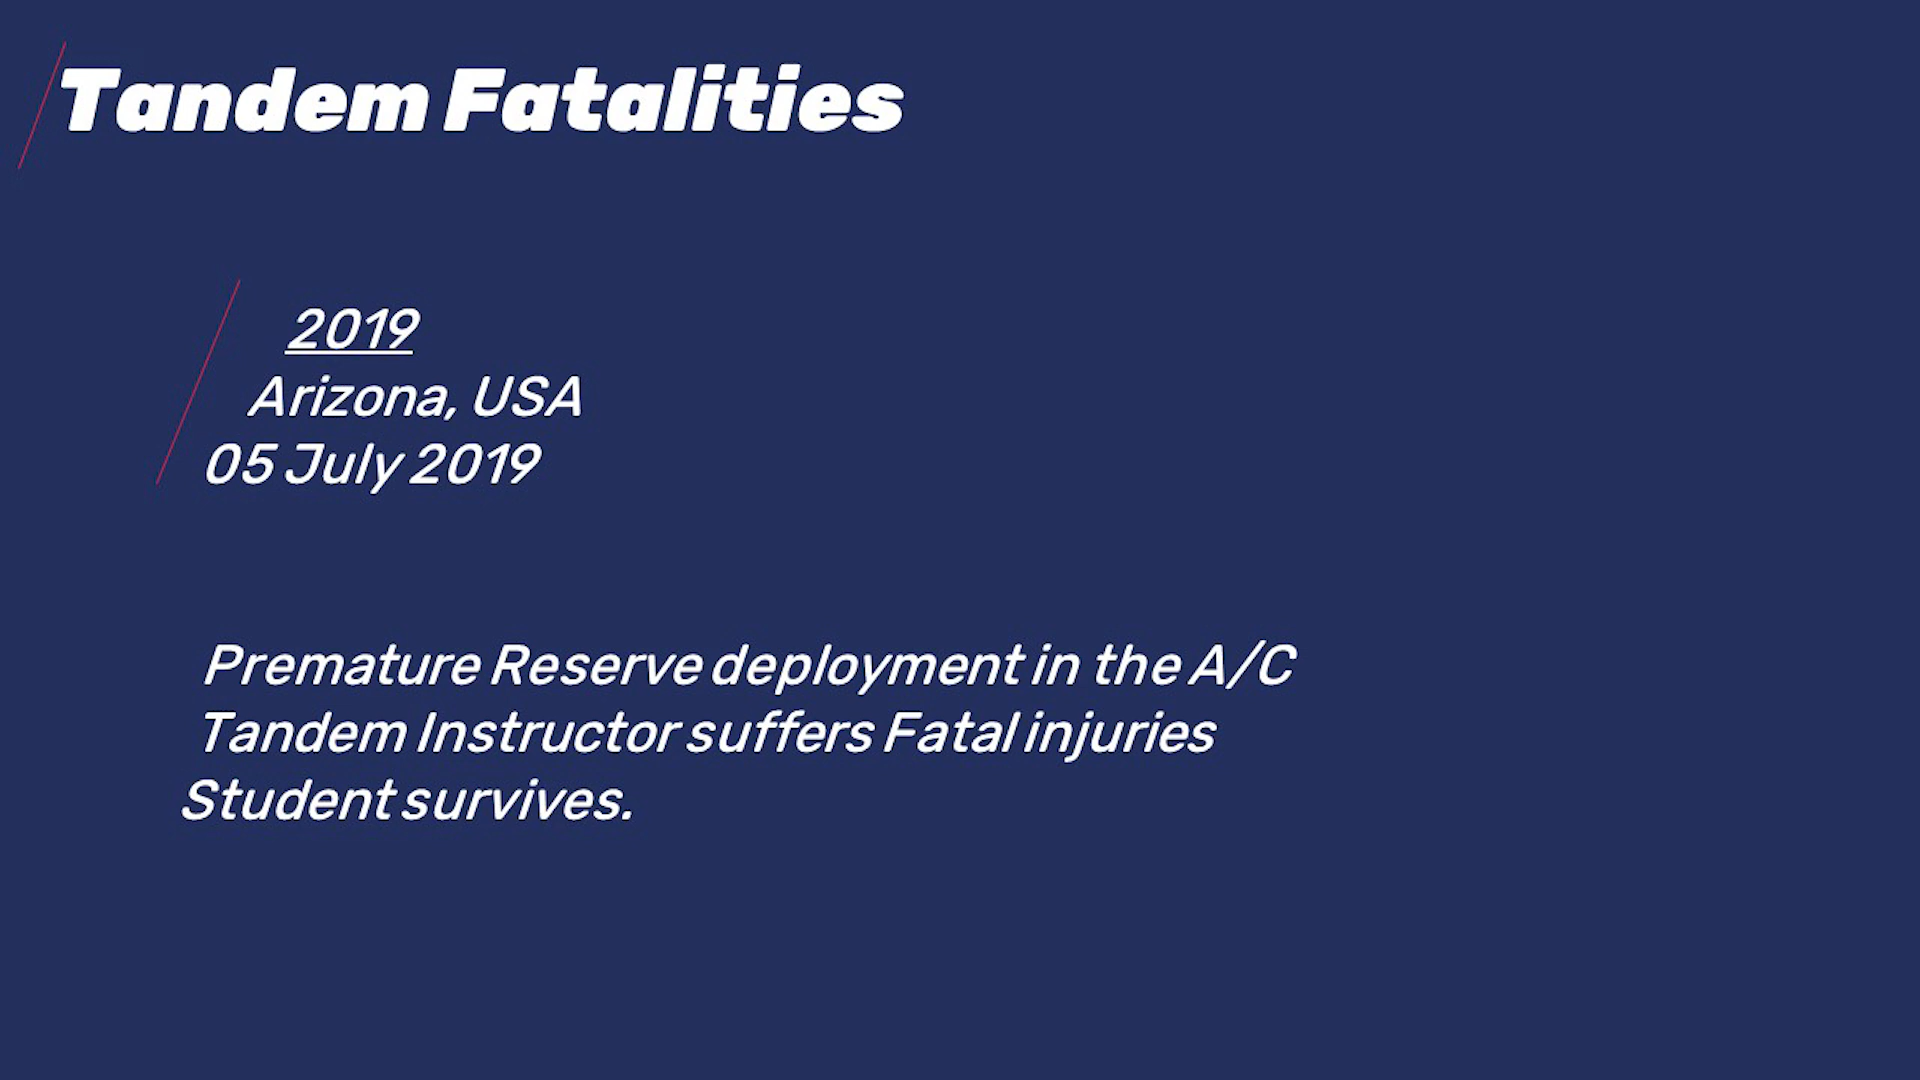 Tandem Fatalities
2019
Arizona, USA
05 July 2019
Premature Reserve deployment in the A/C
Tandem Instructor suffers Fatal injuries
Student survives.